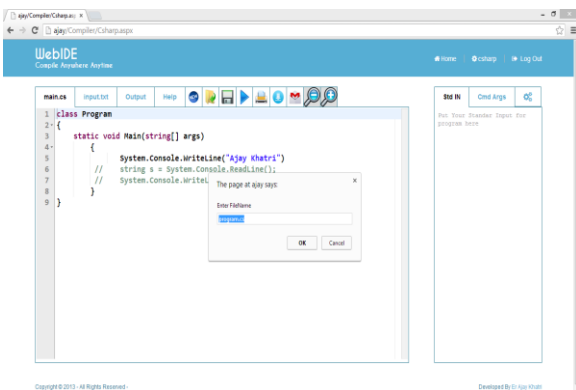 ajay/Compiler/Csharp.asp
ajay/Compiler/Csharp.aspx
WebIDE
Compile Anywhere Anytime
Home
csharp
Log Out
main.cs
input.txt
Output
Help
Std IN
Cmd Args
1 class Program
2 {
3 static void Main(string[] args)
4 {
5 System.Console.WriteLine("Ajay Khatri")
6 // string s = System.Console.ReadLine();
7 // System.Console.WriteL
8 }
9 }
Put Your Stander Input for
program here
The page at ajay says:
x
Enter FileName
program.cs
OK
Cancel
Copyright © 2013 - All Rights Reserved -
Developed By Er Ajay Khatri